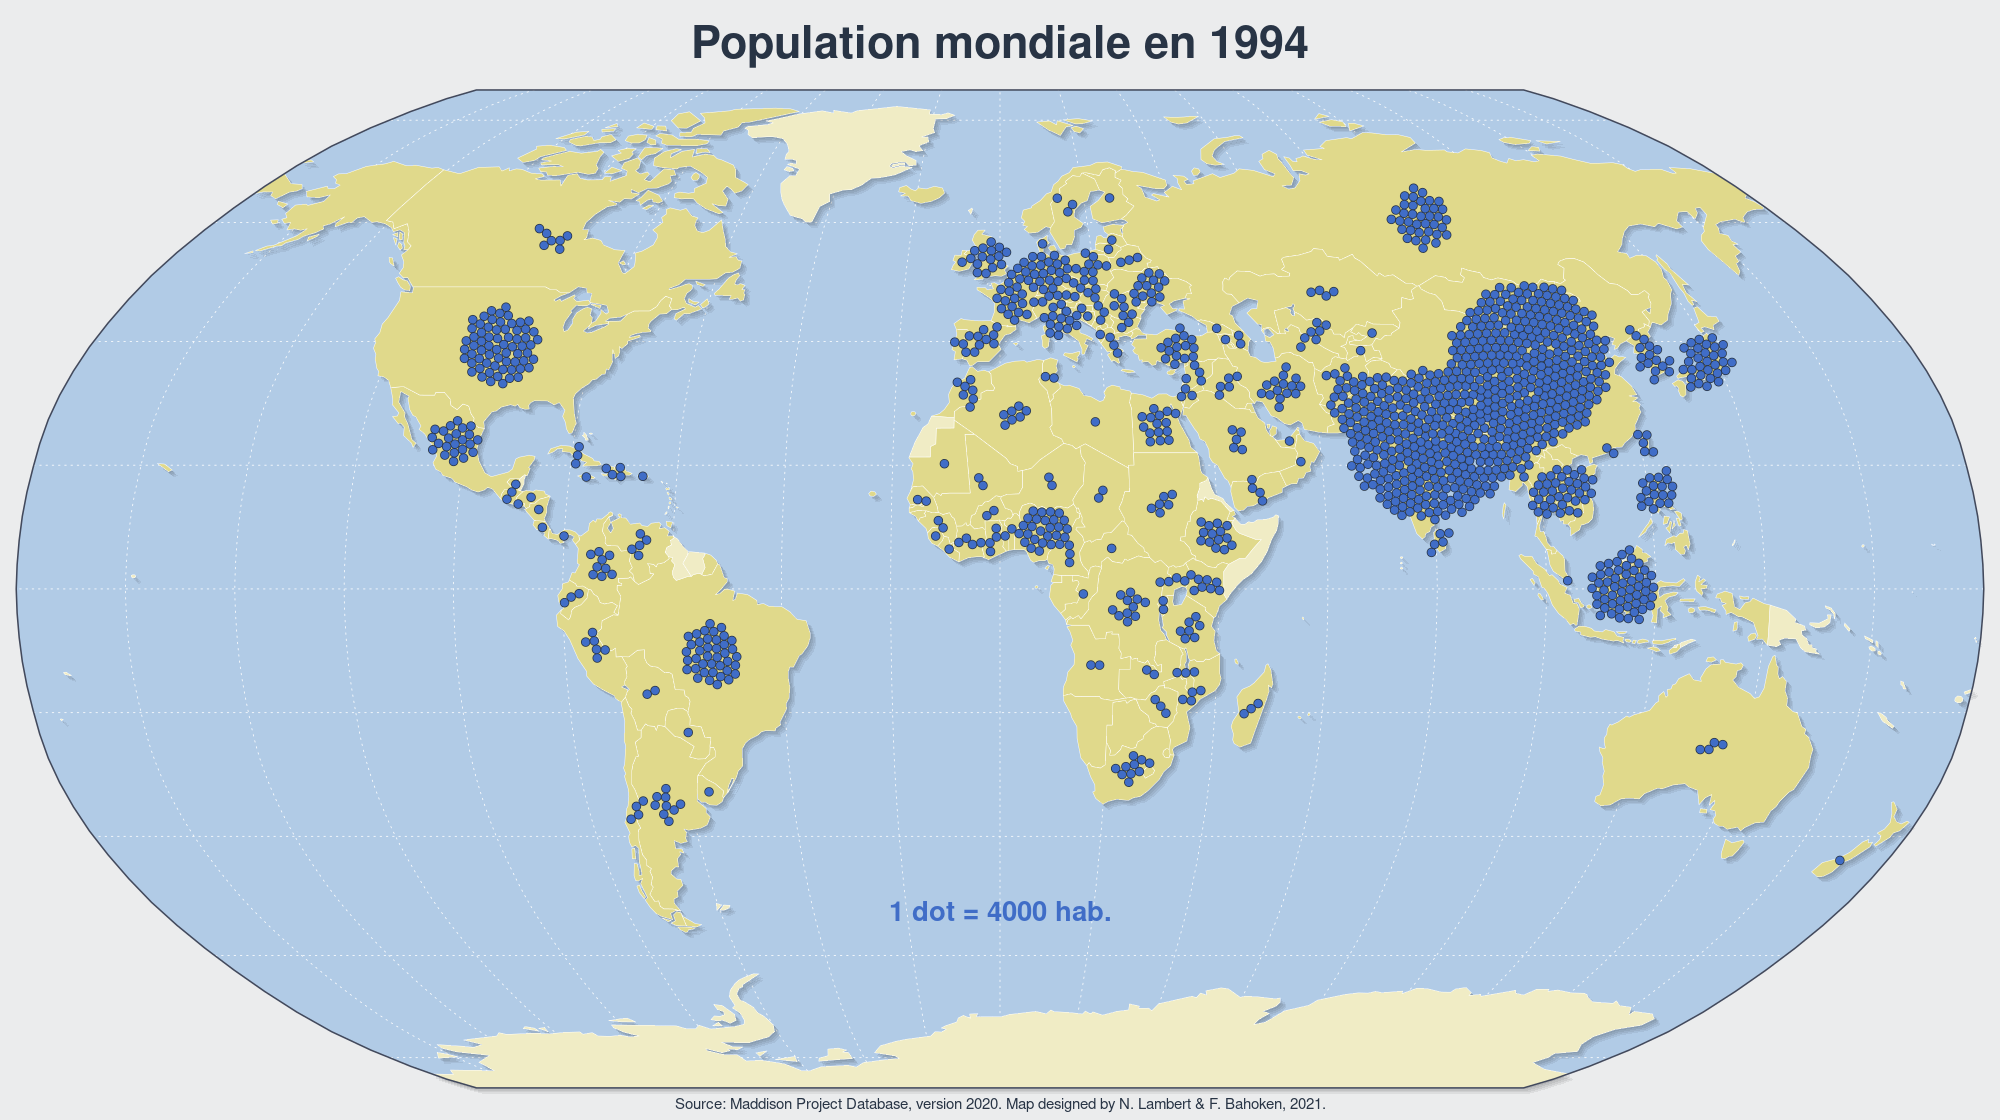 Population mondiale en 1994
1 dot = 4000 hab.
Source: Maddison Project Database, version 2020. Map designed by N. Lambert & F. Bahoken, 2021.